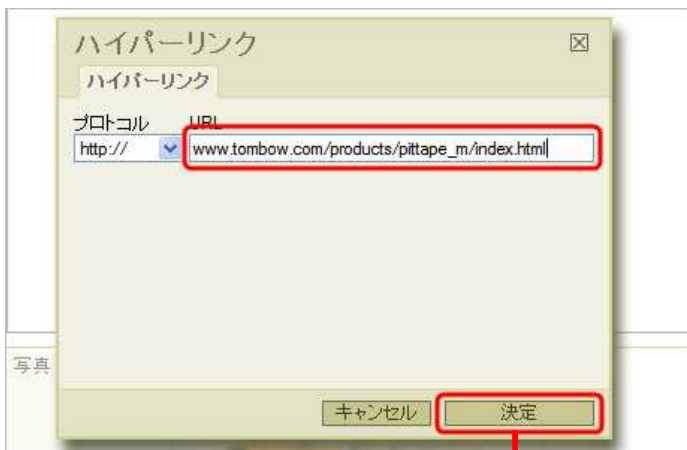 ハイパーリンク
ハイパーリンク
プロトコル URL
http:// www.tombow.com/products/pittape_m/index.html
写真
キャンセル 決定